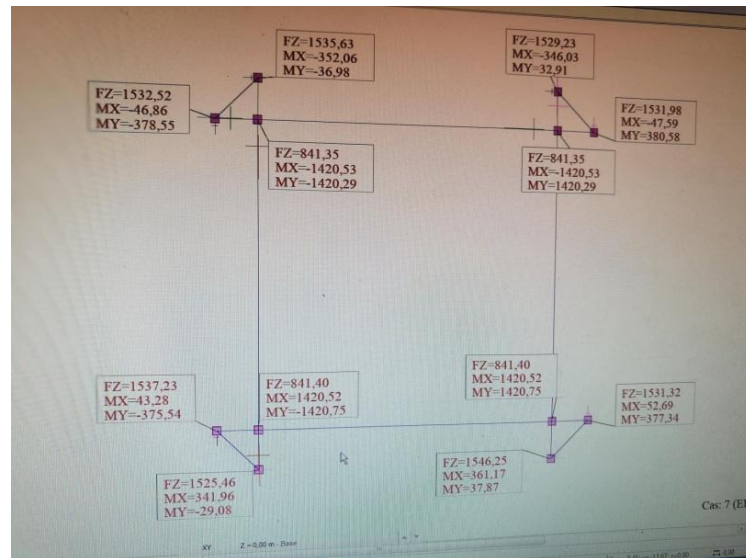 FZ=1535,63
MX=-352,06
MY=-36,98
FZ=1529,23
MX=-346,03
MY=32,91
FZ=1532,52
MX=-46,86
MY=-378,55
FZ=1531,98
MX=-47,59
MY=380,58
FZ=841,35
MX=-1420,53
MY=-1420,29
FZ=841,35
MX=-1420,53
MY=1420,29
FZ=1537,23
MX=43,28
MY=-375,54
FZ=841,40
MX=1420,52
MY=-1420,75
FZ=841,40
MX=1420,52
MY=1420,75
FZ=1531,32
MX=52,69
MY=377,34
FZ=1525,46
MX=341,96
MY=-29,08
FZ=1546,25
MX=361,17
MY=37,87
Cas: 7 (El
XY Z = 0,00 m - Base